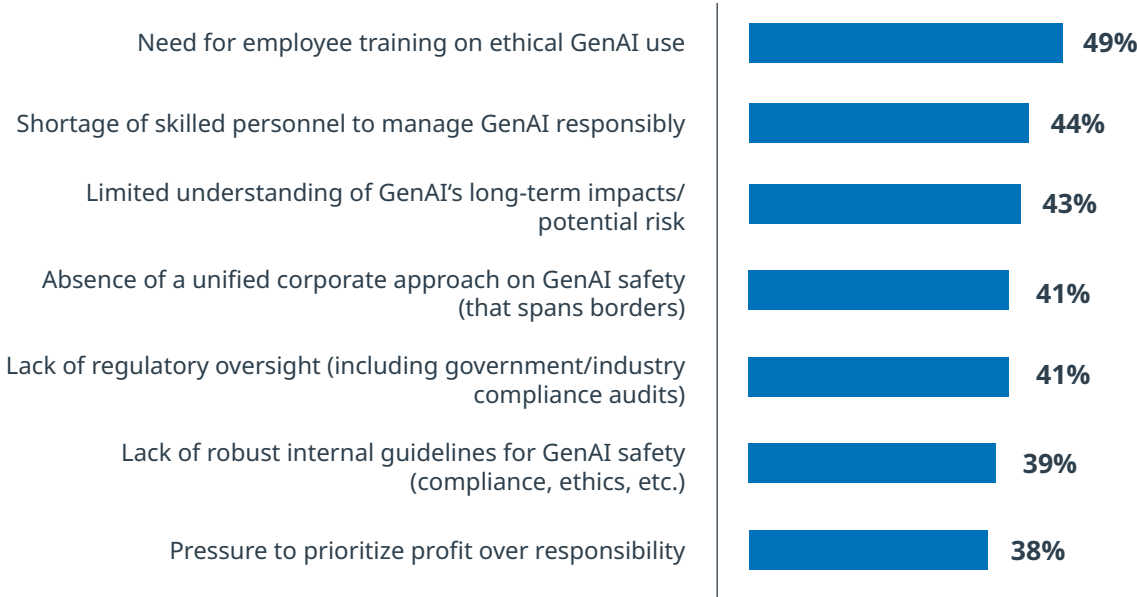 Need for employee training on ethical GenAI use
49%
Shortage of skilled personnel to manage GenAI responsibly
44%
Limited understanding of GenAI‘s long-term impacts/
potential risk
43%
Absence of a unified corporate approach on GenAI safety
(that spans borders)
41%
Lack of regulatory oversight (including government/industry
compliance audits)
41%
Lack of robust internal guidelines for GenAI safety
(compliance, ethics, etc.)
39%
Pressure to prioritize profit over responsibility
38%